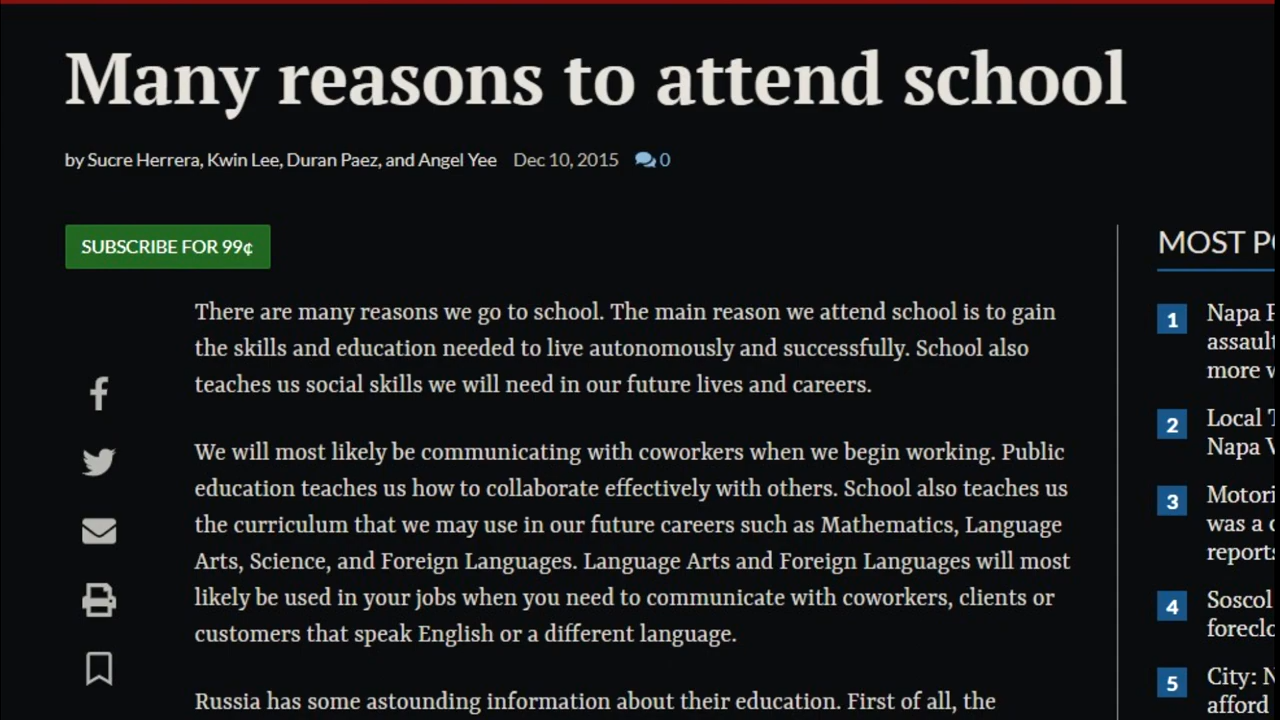 Many reasons to attend school
by Sucre Herrera, Kwin Lee, Duran Paez, and Angel Yee Dec 10, 2015 0
SUBSCRIBE FOR 99¢
There are many reasons we go to school. The main reason we attend school is to gain
the skills and education needed to live autonomously and successfully. School also
teaches us social skills we will need in our future lives and careers.
We will most likely be communicating with coworkers when we begin working. Public
education teaches us how to collaborate effectively with others. School also teaches us
the curriculum that we may use in our future careers such as Mathematics, Language
Arts, Science, and Foreign Languages. Language Arts and Foreign Languages will most
likely be used in your jobs when you need to communicate with coworkers, clients or
customers that speak English or a different language.
Russia has some astounding information about their education. First of all, the
MOST
1 Napa
more
2 Local
Napa
3
was a
4 Soscol
5 City:
afford